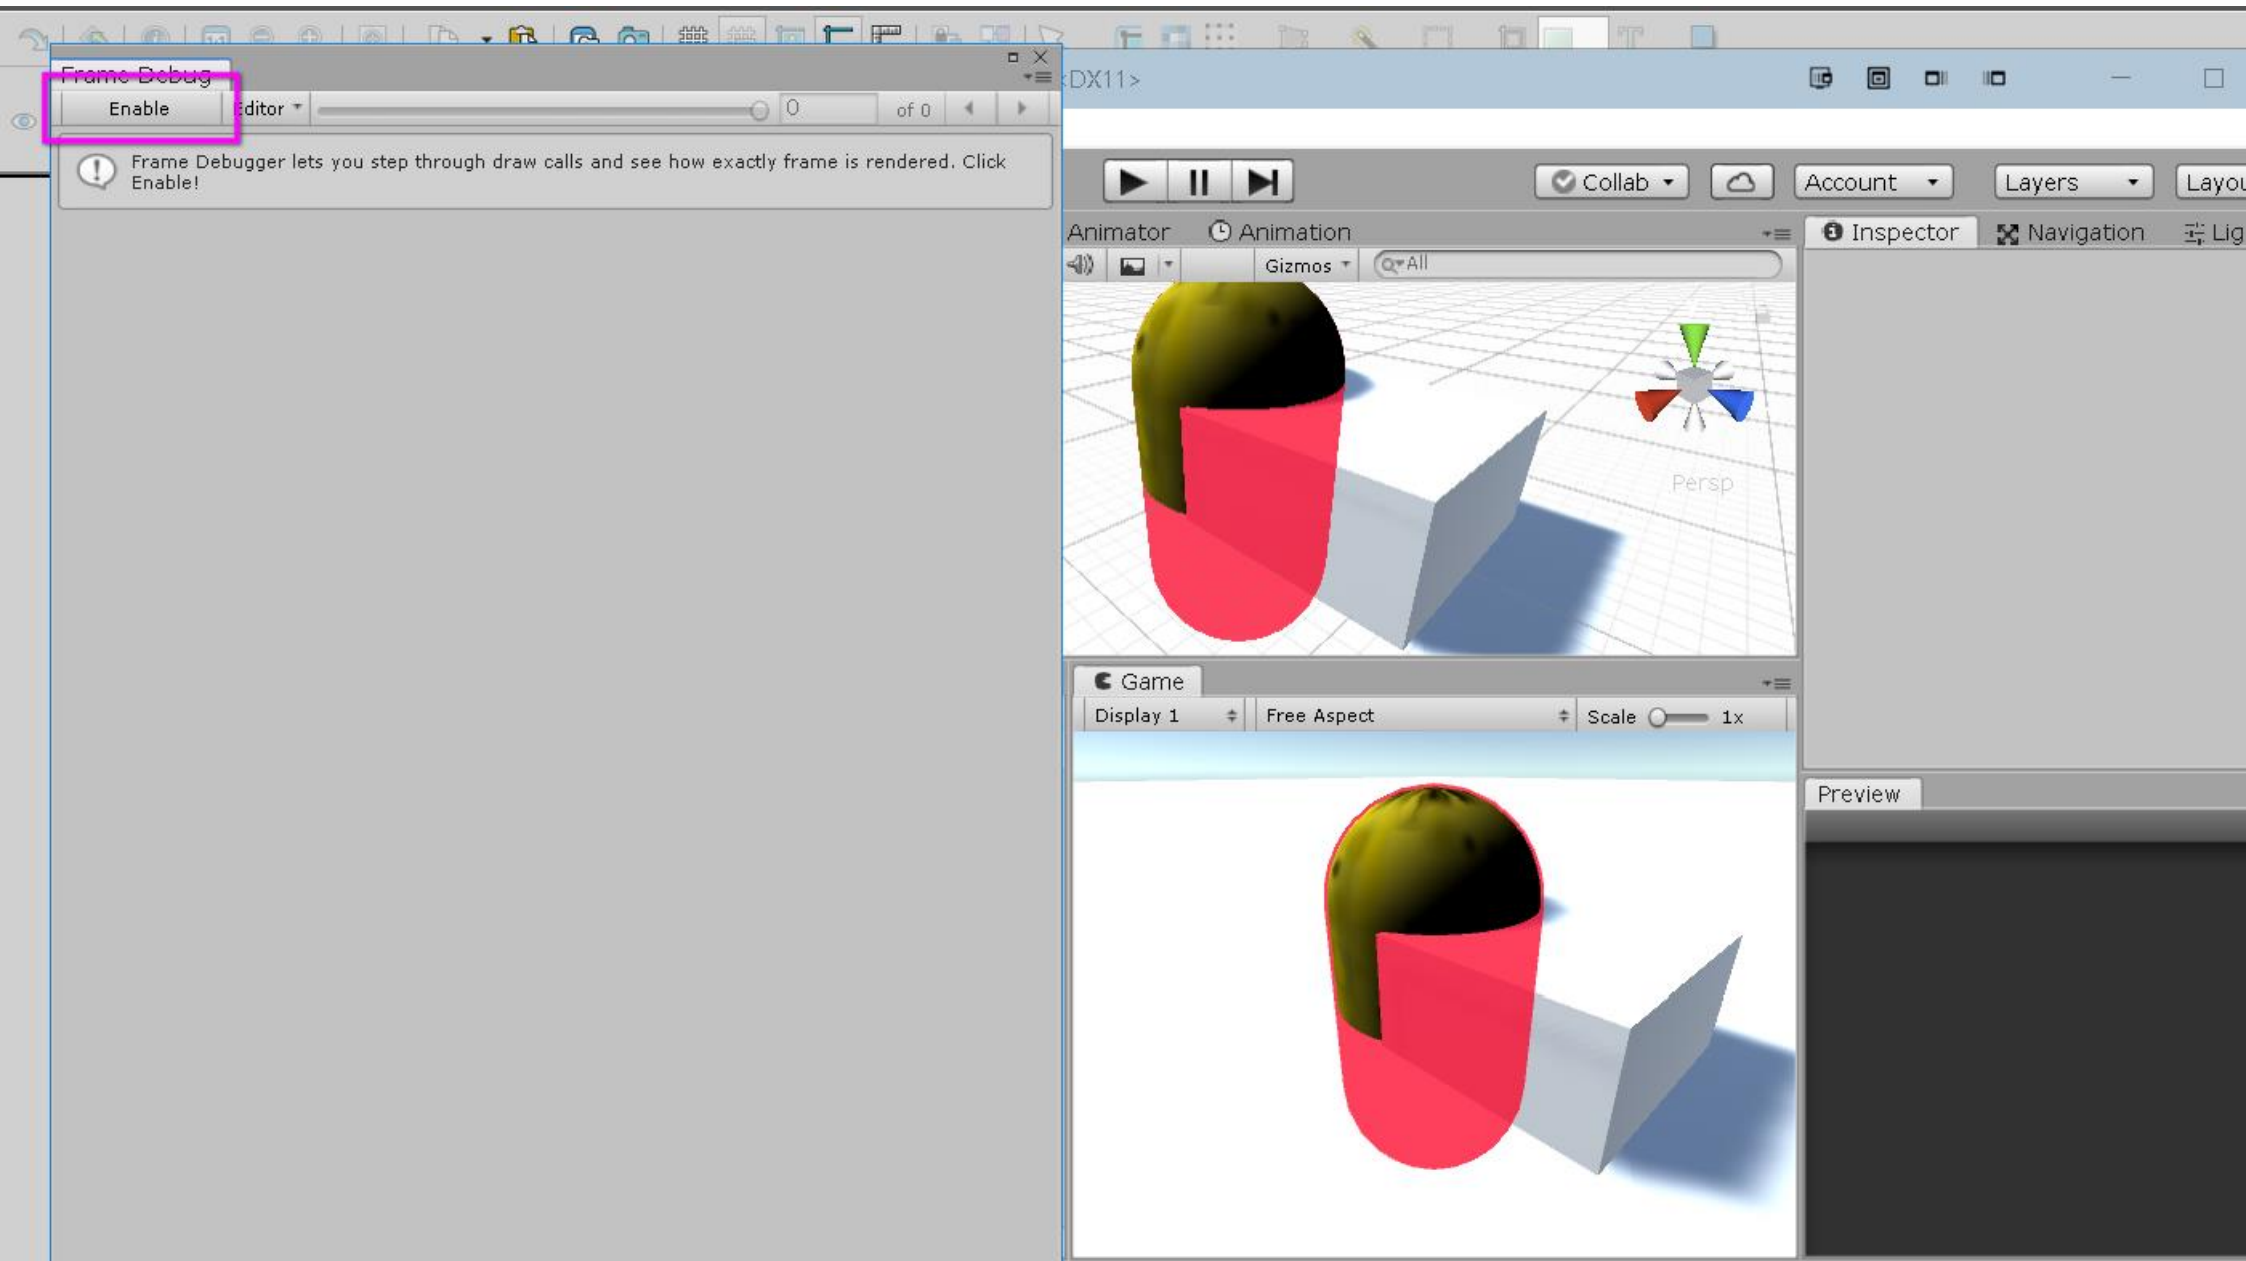 <DX11>
Frame Debug
Enable
Editor
0
of 0
Frame Debugger lets you step through draw calls and see how exactly frame is rendered. Click
Enable!
Collab
Account
Layers
Layou
Animator
Animation
Inspector
Navigation
Lig
Gizmos
All
Persp
Game
Display 1
Free Aspect
Scale
1x
Preview